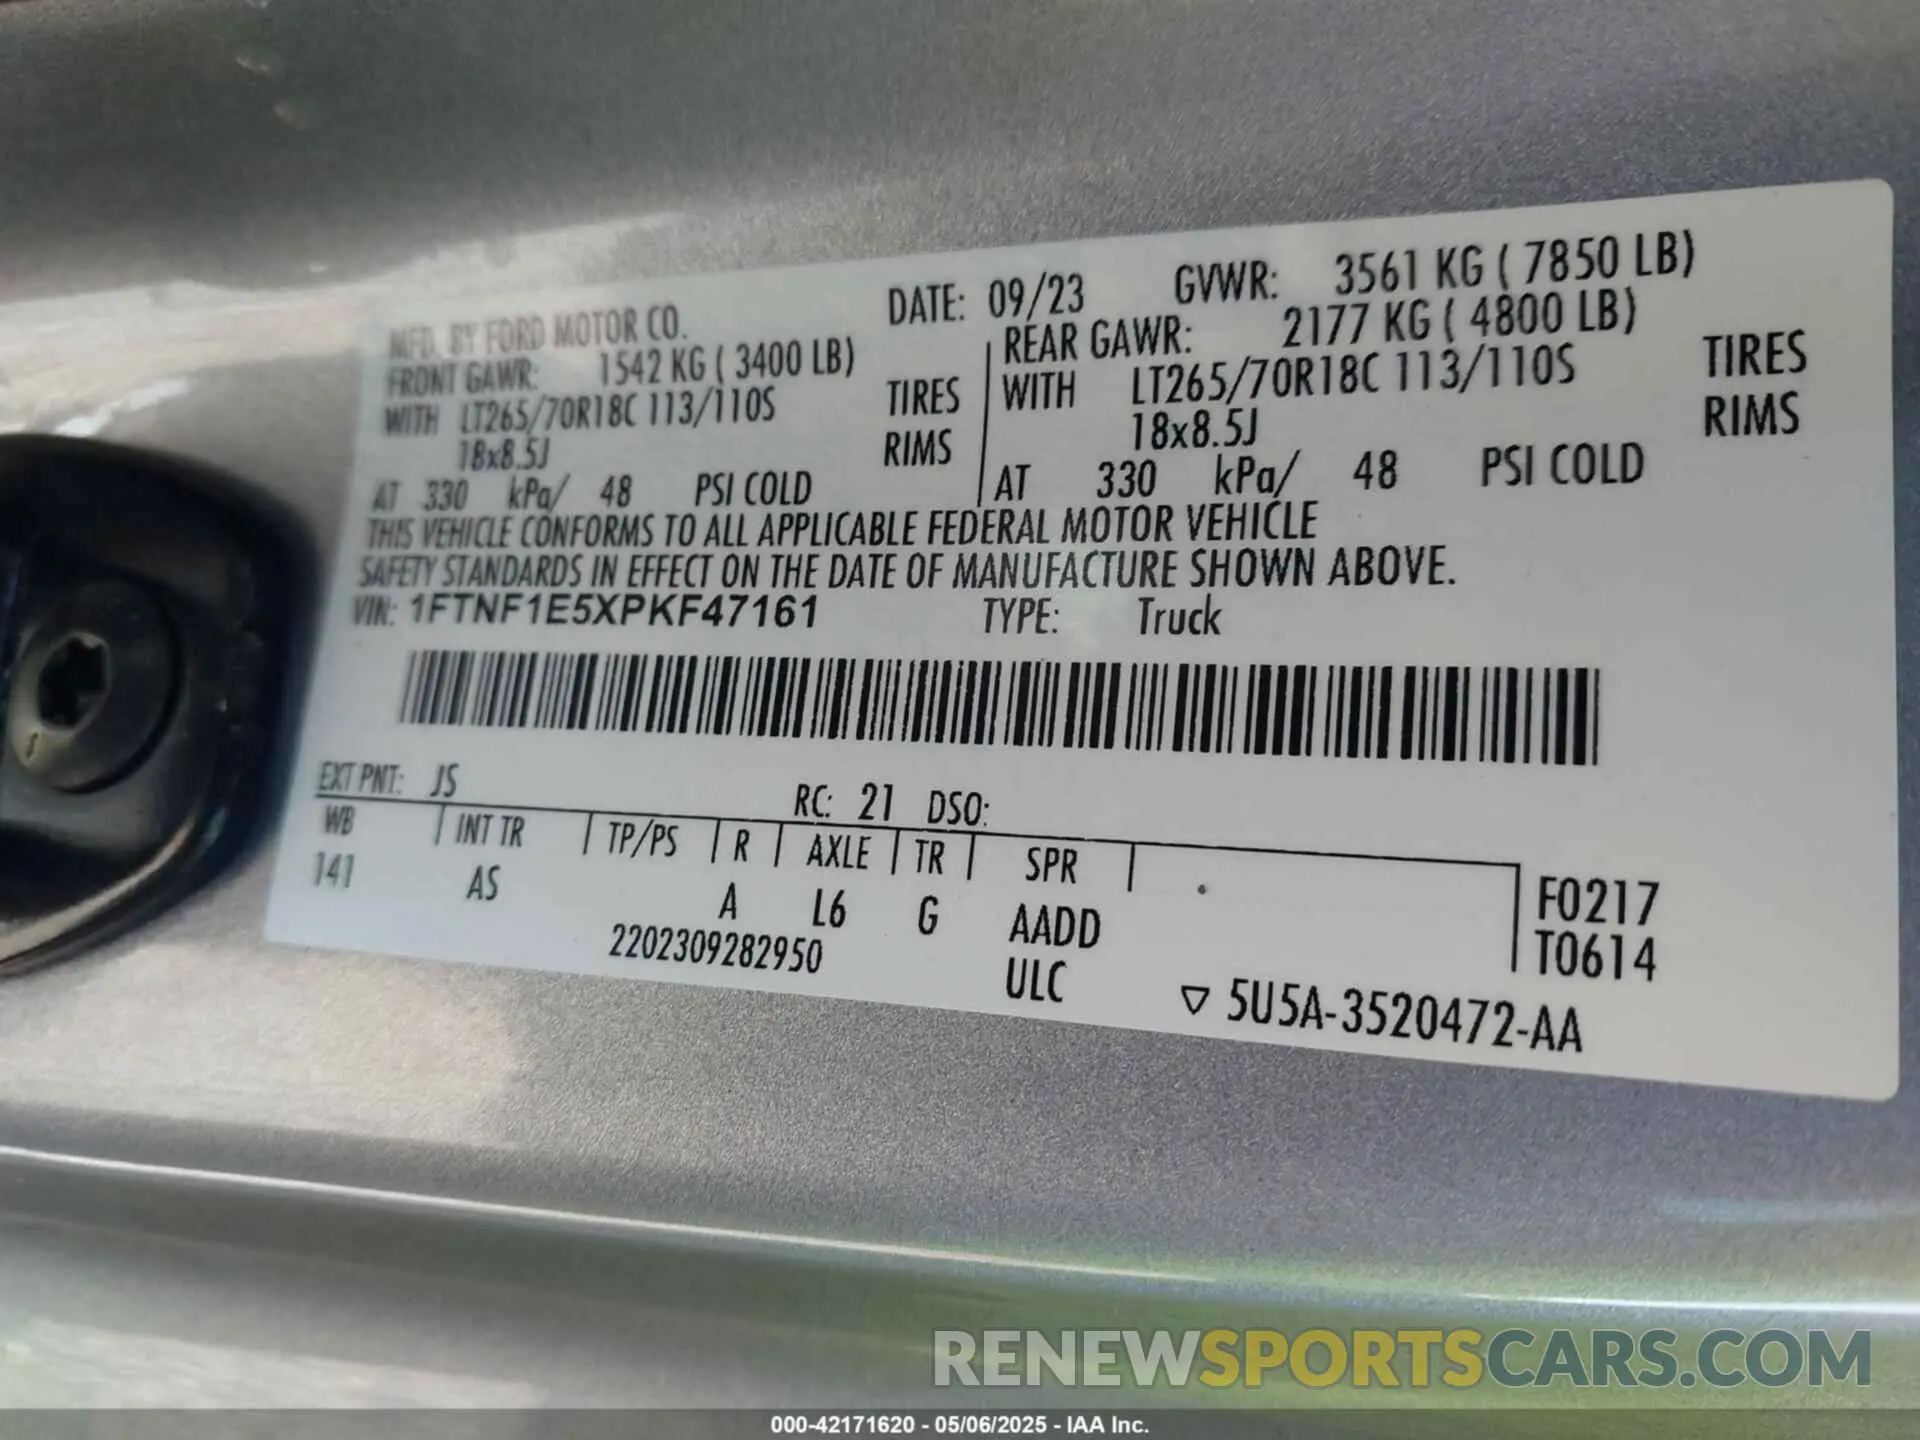 MFD. BY FORD MOTOR CO. DATE: 09/23 GVWR: 3561 KG ( 7850 LB)
FRONT GAWR: 1542 KG ( 3400 LB) REAR GAWR: 2177 KG ( 4800 LB)
WITH LT265/70R18C 113/110S TIRES WITH LT265/70R18C 113/110S TIRES
18x8.5J RIMS 18x8.5J RIMS
AT 330 kPa/ 48 PSI COLD AT 330 kPa/ 48 PSI COLD
THIS VEHICLE CONFORMS TO ALL APPLICABLE FEDERAL MOTOR VEHICLE
SAFETY STANDARDS IN EFFECT ON THE DATE OF MANUFACTURE SHOWN ABOVE.
VIN: 1FTNF1E5XPKF47161 TYPE: Truck
EXT PNT: JS RC: 21 DSO:
WB INT TR TP/PS R AXLE TR SPR
141 AS A L6 G AADD F0217
2202309282950 ULC T0614
▽ 5U5A-3520472-AA
RENEWSPORTSCARS.COM
000-42171620 - 05/06/2025 - IAA Inc.